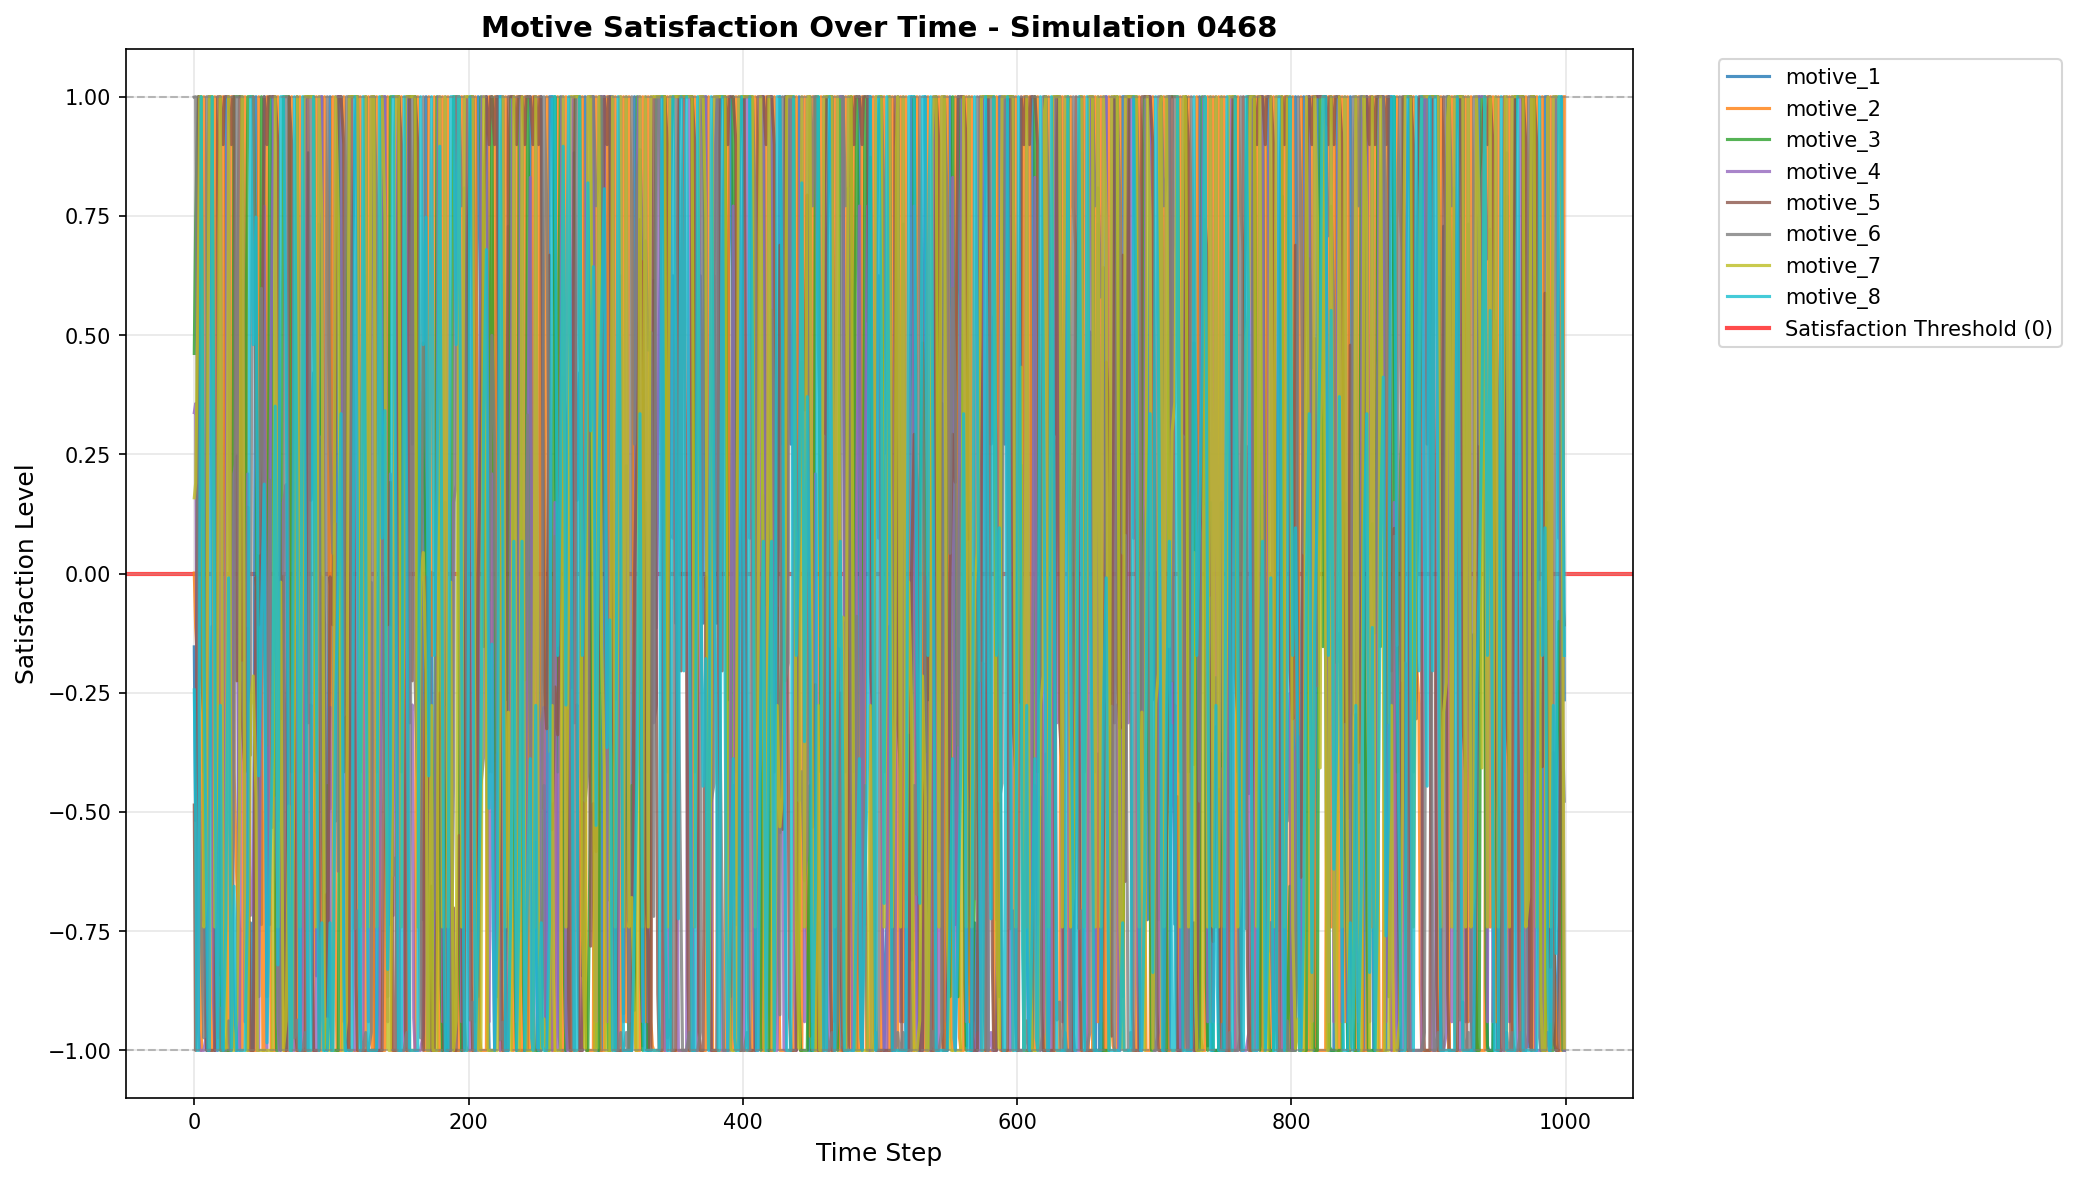 Motive Satisfaction Over Time - Simulation 0468
1.00
0.75
0.50
0.25
0.00
−0.25
−0.50
−0.75
−1.00
Satisfaction Level
0 200 400 600 800 1000
Time Step
motive_1
motive_2
motive_3
motive_4
motive_5
motive_6
motive_7
motive_8
Satisfaction Threshold (0)